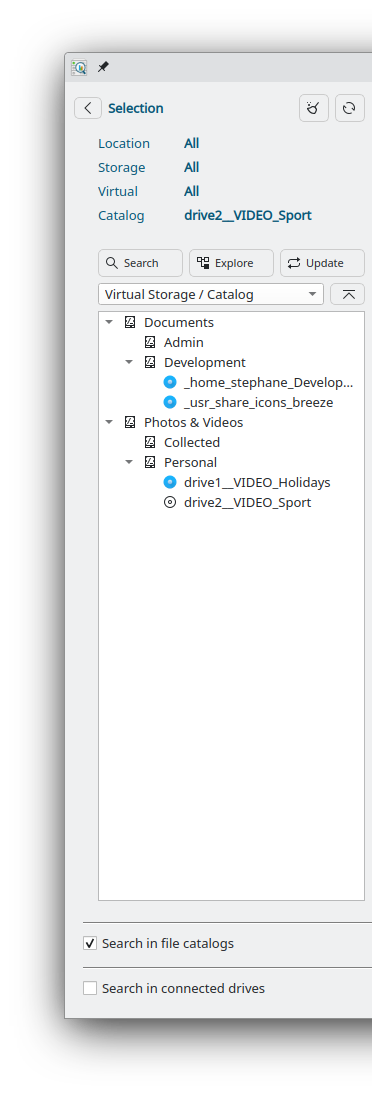 Selection
Location All
Storage All
Virtual All
Catalog drive2__VIDEO_Sport
Search Explore Update
Virtual Storage / Catalog
Documents
Admin
Development
_home_stephane_Develop...
_usr_share_icons_breeze
Photos & Videos
Collected
Personal
drive1__VIDEO_Holidays
drive2__VIDEO_Sport
Search in file catalogs
Search in connected drives